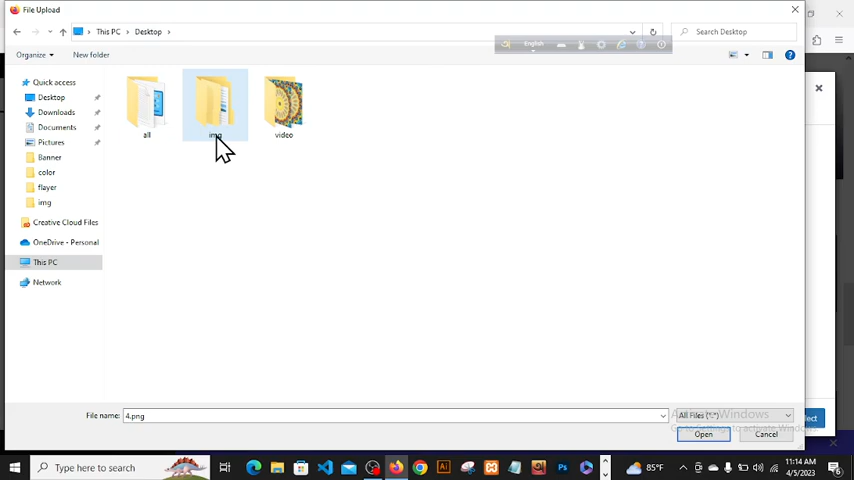 File Upload
This PC > Desktop >
Search Desktop
Organize
New folder
English
Quick access
Desktop
Downloads
Documents
Pictures
Banner
color
flayer
img
Creative Cloud Files
OneDrive - Personal
This PC
Network
all
img
video
File name: 4.png
All Files (*.*)
Open
Cancel
Type here to search
85°F
11:14 AM
4/5/2023